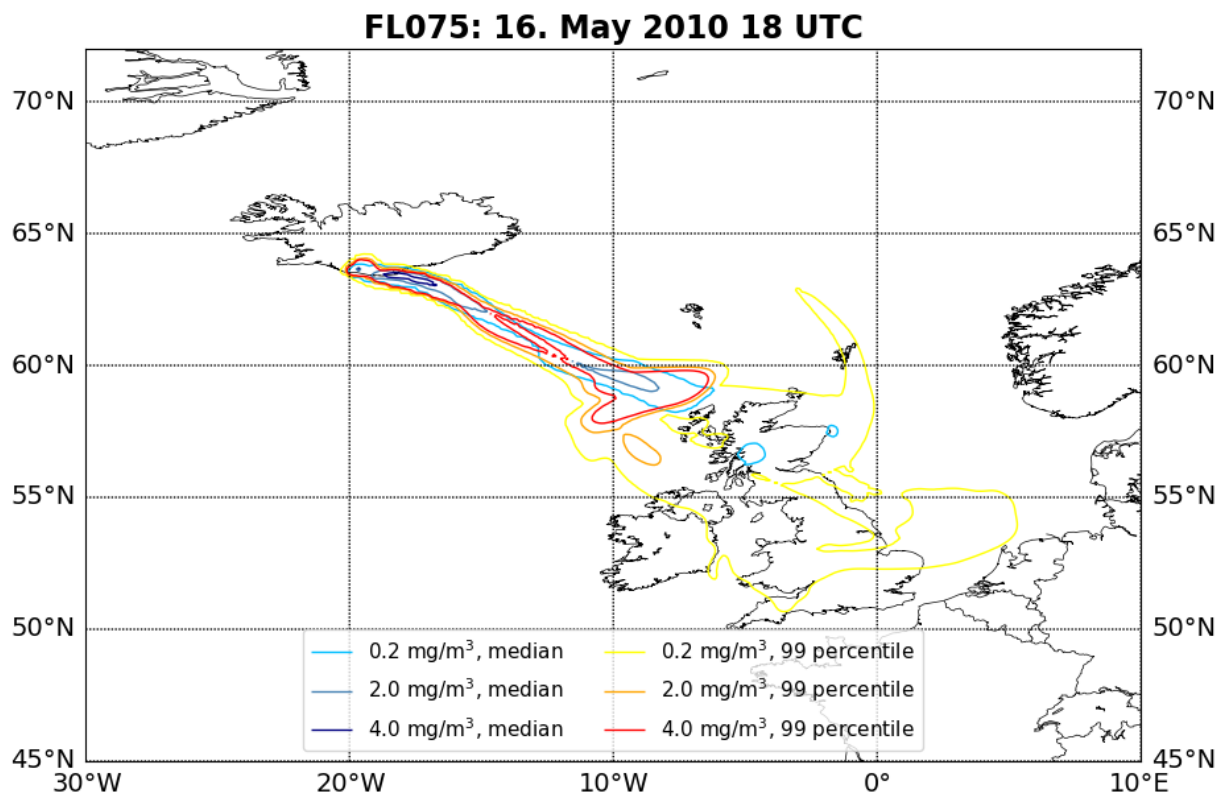 FL075: 16. May 2010 18 UTC
70°N 70°N
65°N 65°N
60°N 60°N
55°N 55°N
50°N 50°N
0.2 mg/m³, median 0.2 mg/m³, 99 percentile
2.0 mg/m³, median 2.0 mg/m³, 99 percentile
4.0 mg/m³, median 4.0 mg/m³, 99 percentile
45°N 45°N
30°W 20°W 10°W 0° 10°E